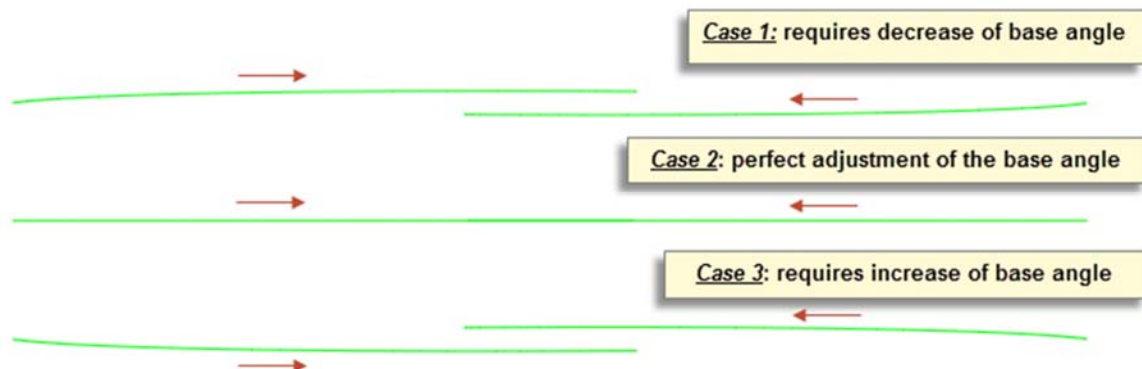 Case 1: requires decrease of base angle
Case 2: perfect adjustment of the base angle
Case 3: requires increase of base angle